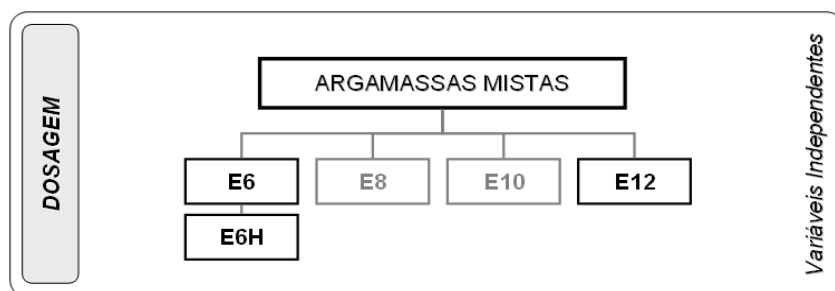 DOSAGEM
ARGAMASSAS MISTAS
E6
E8
E10
E12
E6H
Variáveis Independentes